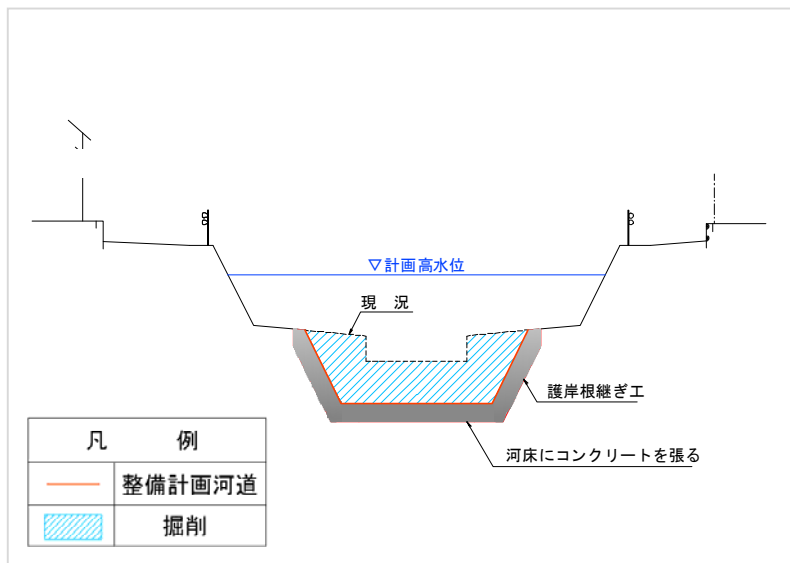 ▽計画高水位
現　況
護岸根継ぎ工
河床にコンクリートを張る
凡　例
整備計画河道
掘削